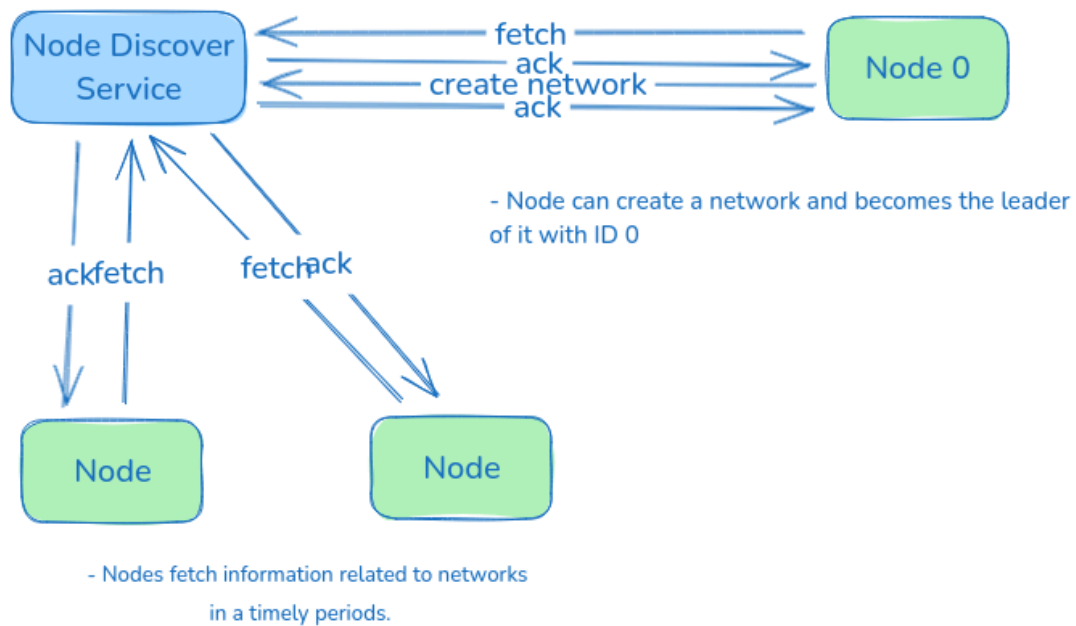 Node Discover
Service
fetch
ack
create network
ack
Node 0
- Node can create a network and becomes the leader
of it with ID 0
ack
fetch
fetch
ack
Node
Node
- Nodes fetch information related to networks
in a timely periods.